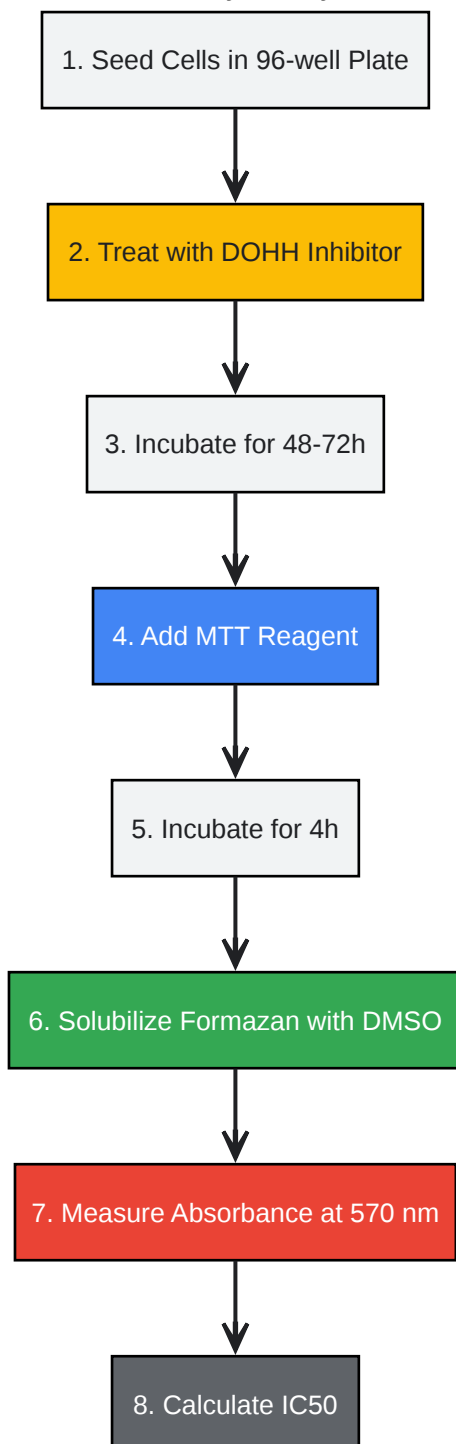 1. Seed Cells in 96-well Plate
2. Treat with DOHH Inhibitor
3. Incubate for 48-72h
4. Add MTT Reagent
5. Incubate for 4h
6. Solubilize Formazan with DMSO
7. Measure Absorbance at 570 nm
8. Calculate IC50